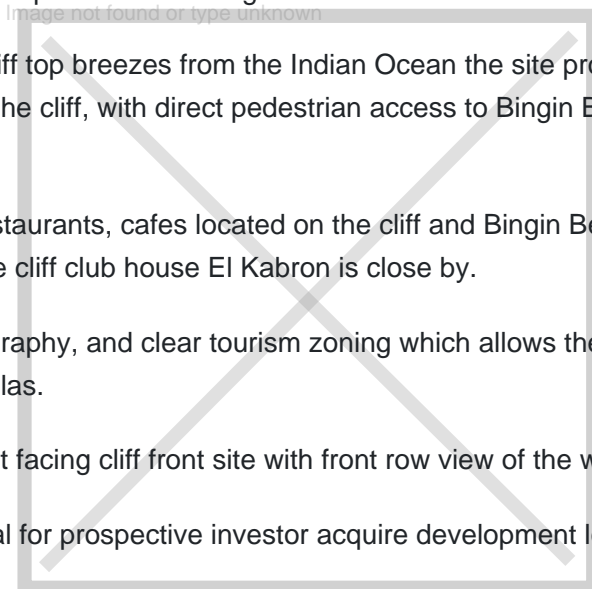 Image not found or type unknown
iff top breezes from the Indian Ocean the site pro
he cliff, with direct pedestrian access to Bingin B
staurants, cafes located on the cliff and Bingin Be
e cliff club house El Kabron is close by.
raphy, and clear tourism zoning which allows the
las.
t facing cliff front site with front row view of the w
al for prospective investor acquire development l